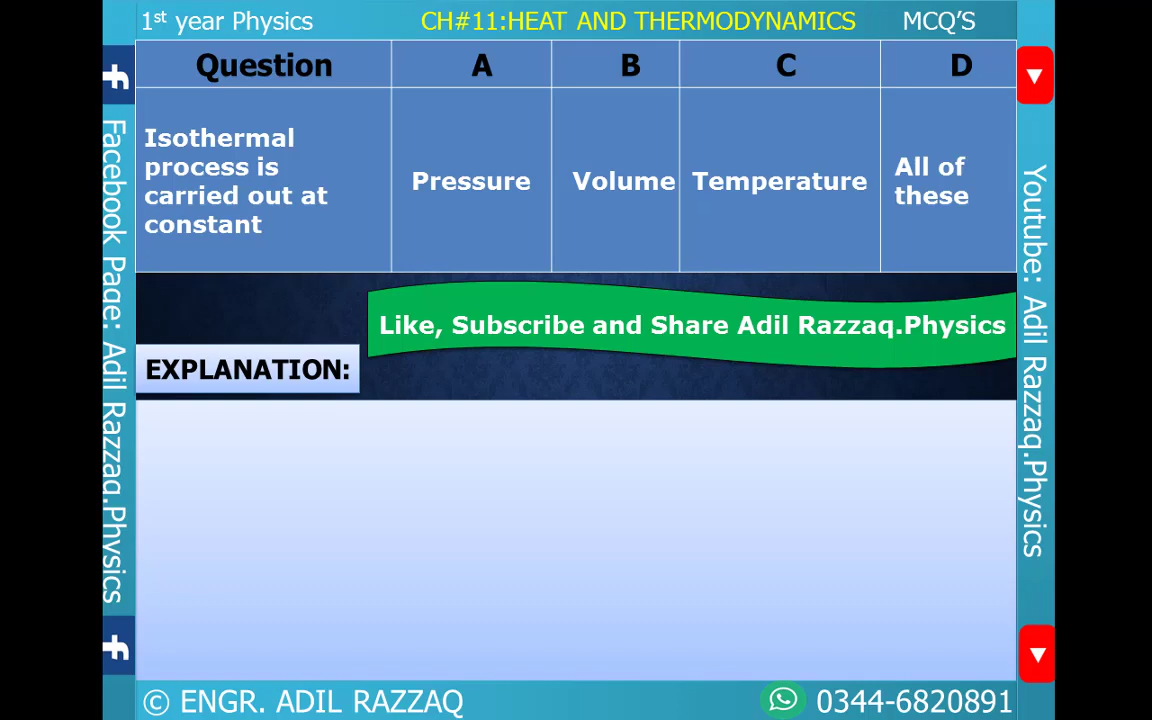 1st year Physics CH#11:HEAT AND THERMODYNAMICS MCQ'S
Question A B C D
Isothermal
process is
carried out at
constant
Pressure
Volume
Temperature
All of
these
Like, Subscribe and Share Adil Razzaq.Physics
EXPLANATION:
Facebook Page: Adil Razzaq.Physics
Youtube: Adil Razzaq.Physics
© ENGR. ADIL RAZZAQ 0344-6820891